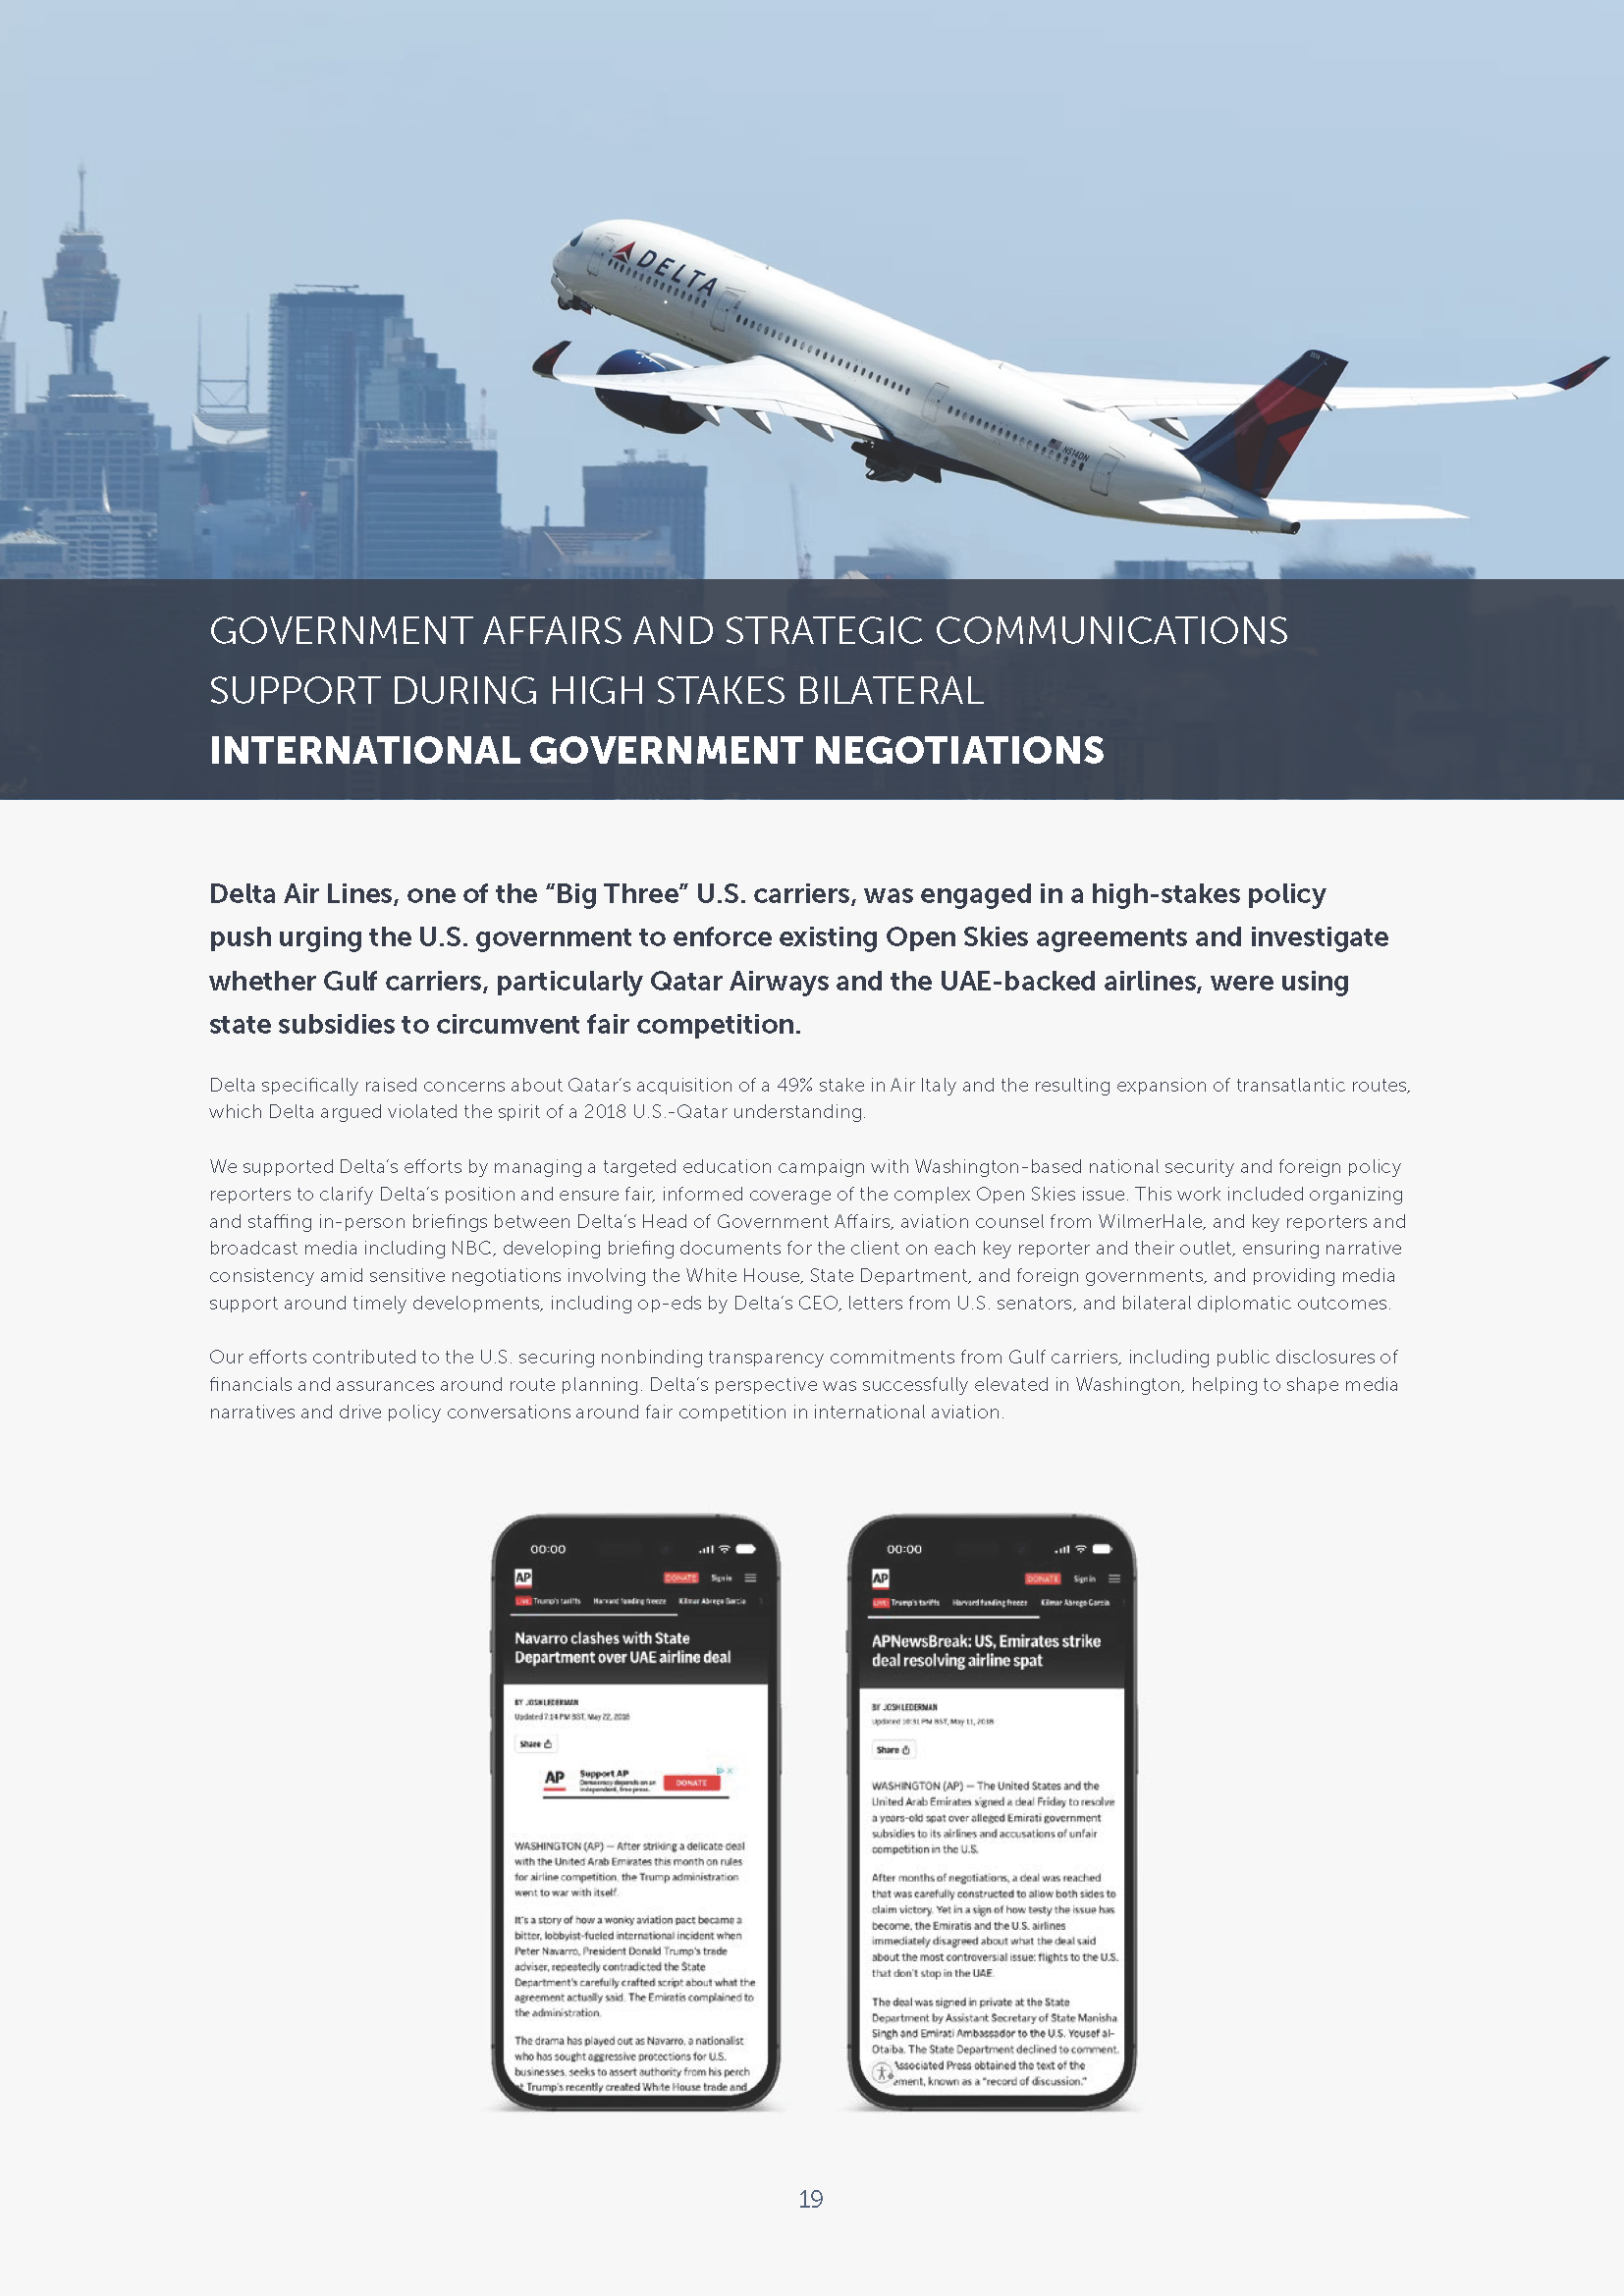 DELTA
N514DN
GOVERNMENT AFFAIRS AND STRATEGIC COMMUNICATIONS
SUPPORT DURING HIGH STAKES BILATERAL
INTERNATIONAL GOVERNMENT NEGOTIATIONS
Delta Air Lines, one of the “Big Three” U.S. carriers, was engaged in a high-stakes policy
push urging the U.S. government to enforce existing Open Skies agreements and investigate
whether Gulf carriers, particularly Qatar Airways and the UAE-backed airlines, were using
state subsidies to circumvent fair competition.
Delta specifically raised concerns about Qatar’s acquisition of a 49% stake in Air Italy and the resulting expansion of transatlantic routes,
which Delta argued violated the spirit of a 2018 U.S.-Qatar understanding.
We supported Delta’s efforts by managing a targeted education campaign with Washington-based national security and foreign policy
reporters to clarify Delta’s position and ensure fair, informed coverage of the complex Open Skies issue. This work included organizing
and staffing in-person briefings between Delta’s Head of Government Affairs, aviation counsel from WilmerHale, and key reporters and
broadcast media including NBC, developing briefing documents for the client on each key reporter and their outlet, ensuring narrative
consistency amid sensitive negotiations involving the White House, State Department, and foreign governments, and providing media
support around timely developments, including op-eds by Delta’s CEO, letters from U.S. senators, and bilateral diplomatic outcomes.
Our efforts contributed to the U.S. securing nonbinding transparency commitments from Gulf carriers, including public disclosures of
financials and assurances around route planning. Delta’s perspective was successfully elevated in Washington, helping to shape media
narratives and drive policy conversations around fair competition in international aviation.
00:00
AP
DONATE Sign in
LIVE Trump's tariffs Harvard funding freeze Kilmar Abrego Garcia
Navarro clashes with State
Department over UAE airline deal
BY JOSH LEDERMAN
Updated 7:14 PM BST, May 22, 2018
Share
AP
Support AP
Democracy depends on an
independent, free press.
DONATE
WASHINGTON (AP) — After striking a delicate deal
with the United Arab Emirates this month on rules
for airline competition, the Trump administration
went to war with itself.
It's a story of how a wonky aviation pact became a
bitter, lobbyist-fueled international incident when
Peter Navarro, President Donald Trump's trade
adviser, repeatedly contradicted the State
Department's carefully crafted script about what the
agreement actually said. The Emiratis complained to
the administration.
The drama has played out as Navarro, a nationalist
who has sought aggressive protections for U.S.
businesses, seeks to assert authority from his perch
Trump's recently created White House trade and
00:00
AP
DONATE Sign in
LIVE Trump's tariffs Harvard funding freeze Kilmar Abrego Garcia
APNewsBreak: US, Emirates strike
deal resolving airline spat
BY JOSH LEDERMAN
Updated 10:31 PM BST, May 11, 2018
Share
WASHINGTON (AP) — The United States and the
United Arab Emirates signed a deal Friday to resolve
a years-old spat over alleged Emirati government
subsidies to its airlines and accusations of unfair
competition in the U.S.
After months of negotiations, a deal was reached
that was carefully constructed to allow both sides to
claim victory. Yet in a sign of how testy the issue has
become, the Emiratis and the U.S. airlines
immediately disagreed about what the deal said
about the most controversial issue: flights to the U.S.
that don't stop in the UAE.
The deal was signed in private at the State
Department by Assistant Secretary of State Manisha
Singh and Emirati Ambassador to the U.S. Yousef al-
Otaiba. The State Department declined to comment.
Associated Press obtained the text of the
ement, known as a "record of discussion."
19